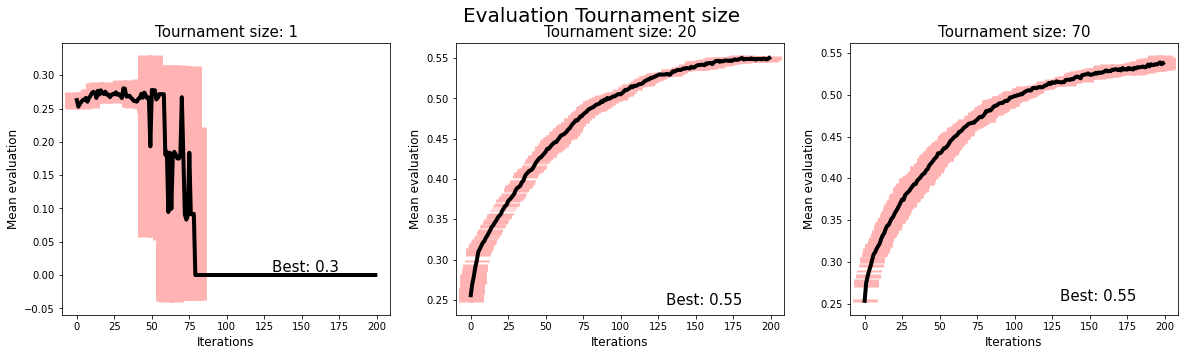 Evaluation Tournament size
Tournament size: 1
Mean evaluation
0.30
0.25
0.20
0.15
0.10
0.05
0.00
−0.05
Best: 0.3
0 25 50 75 100 125 150 175 200
Iterations
Tournament size: 20
Mean evaluation
0.55
0.50
0.45
0.40
0.35
0.30
0.25
Best: 0.55
0 25 50 75 100 125 150 175 200
Iterations
Tournament size: 70
Mean evaluation
0.55
0.50
0.45
0.40
0.35
0.30
0.25
Best: 0.55
0 25 50 75 100 125 150 175 200
Iterations